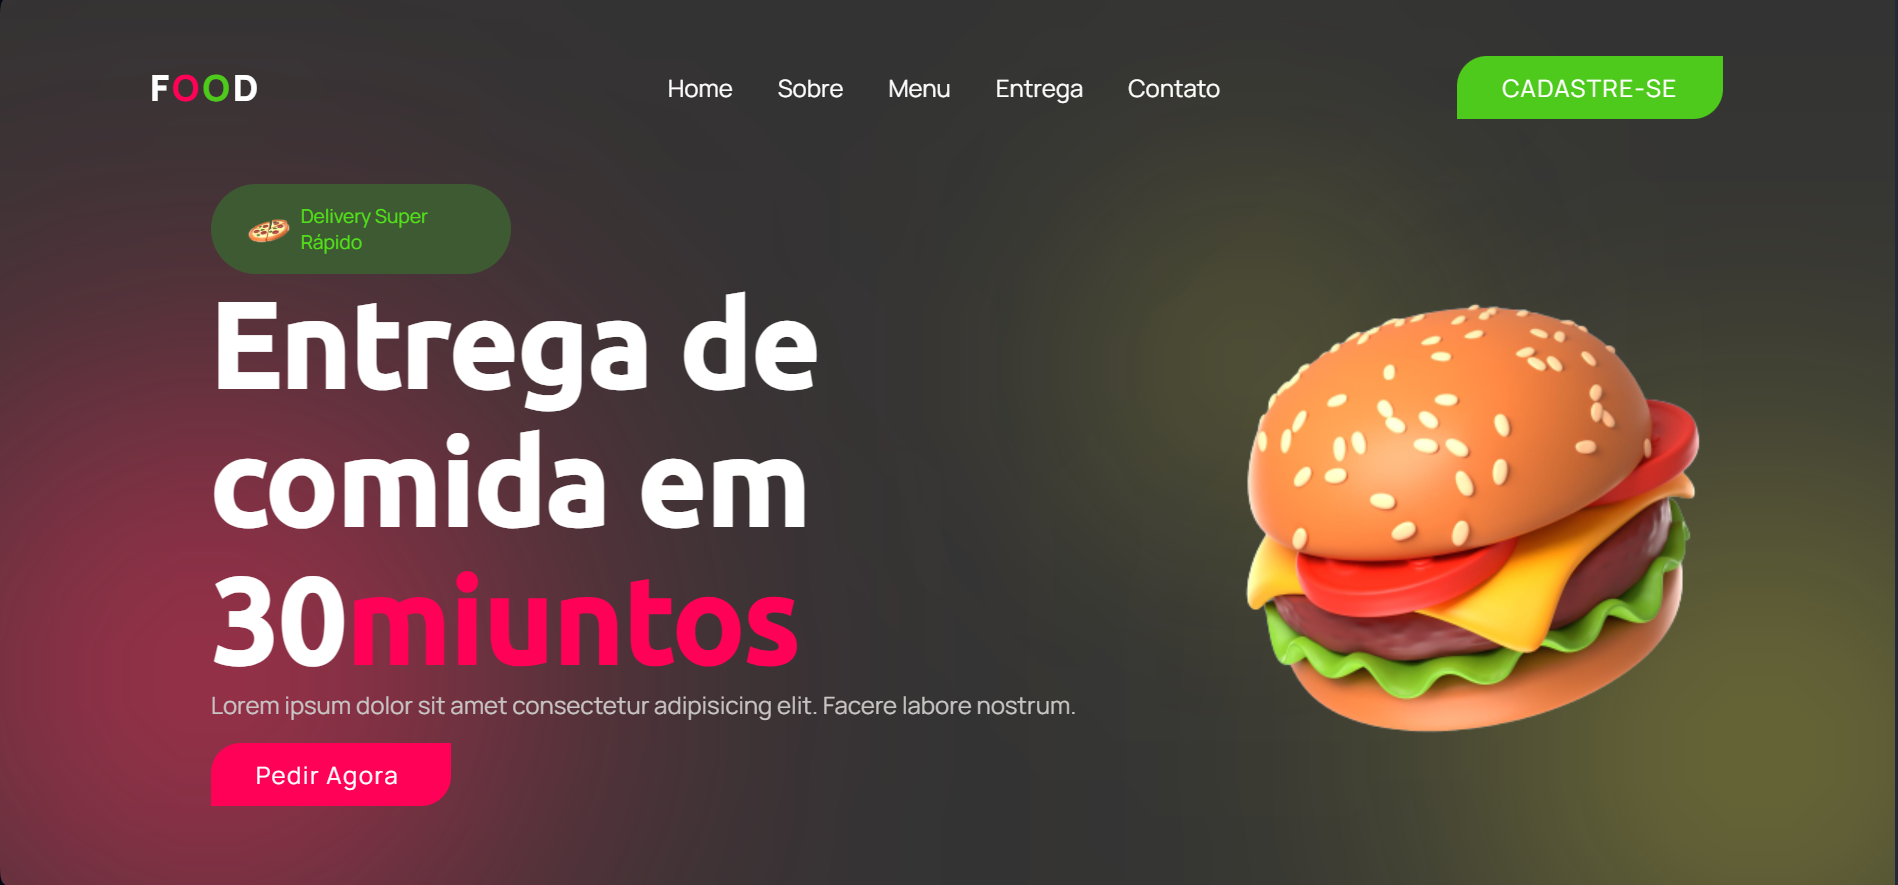 FOOD
Home Sobre Menu Entrega Contato
CADASTRE-SE
Delivery Super
Rápido
Entrega de
comida em
30miuntos
Lorem ipsum dolor sit amet consectetur adipisicing elit. Facere labore nostrum.
Pedir Agora